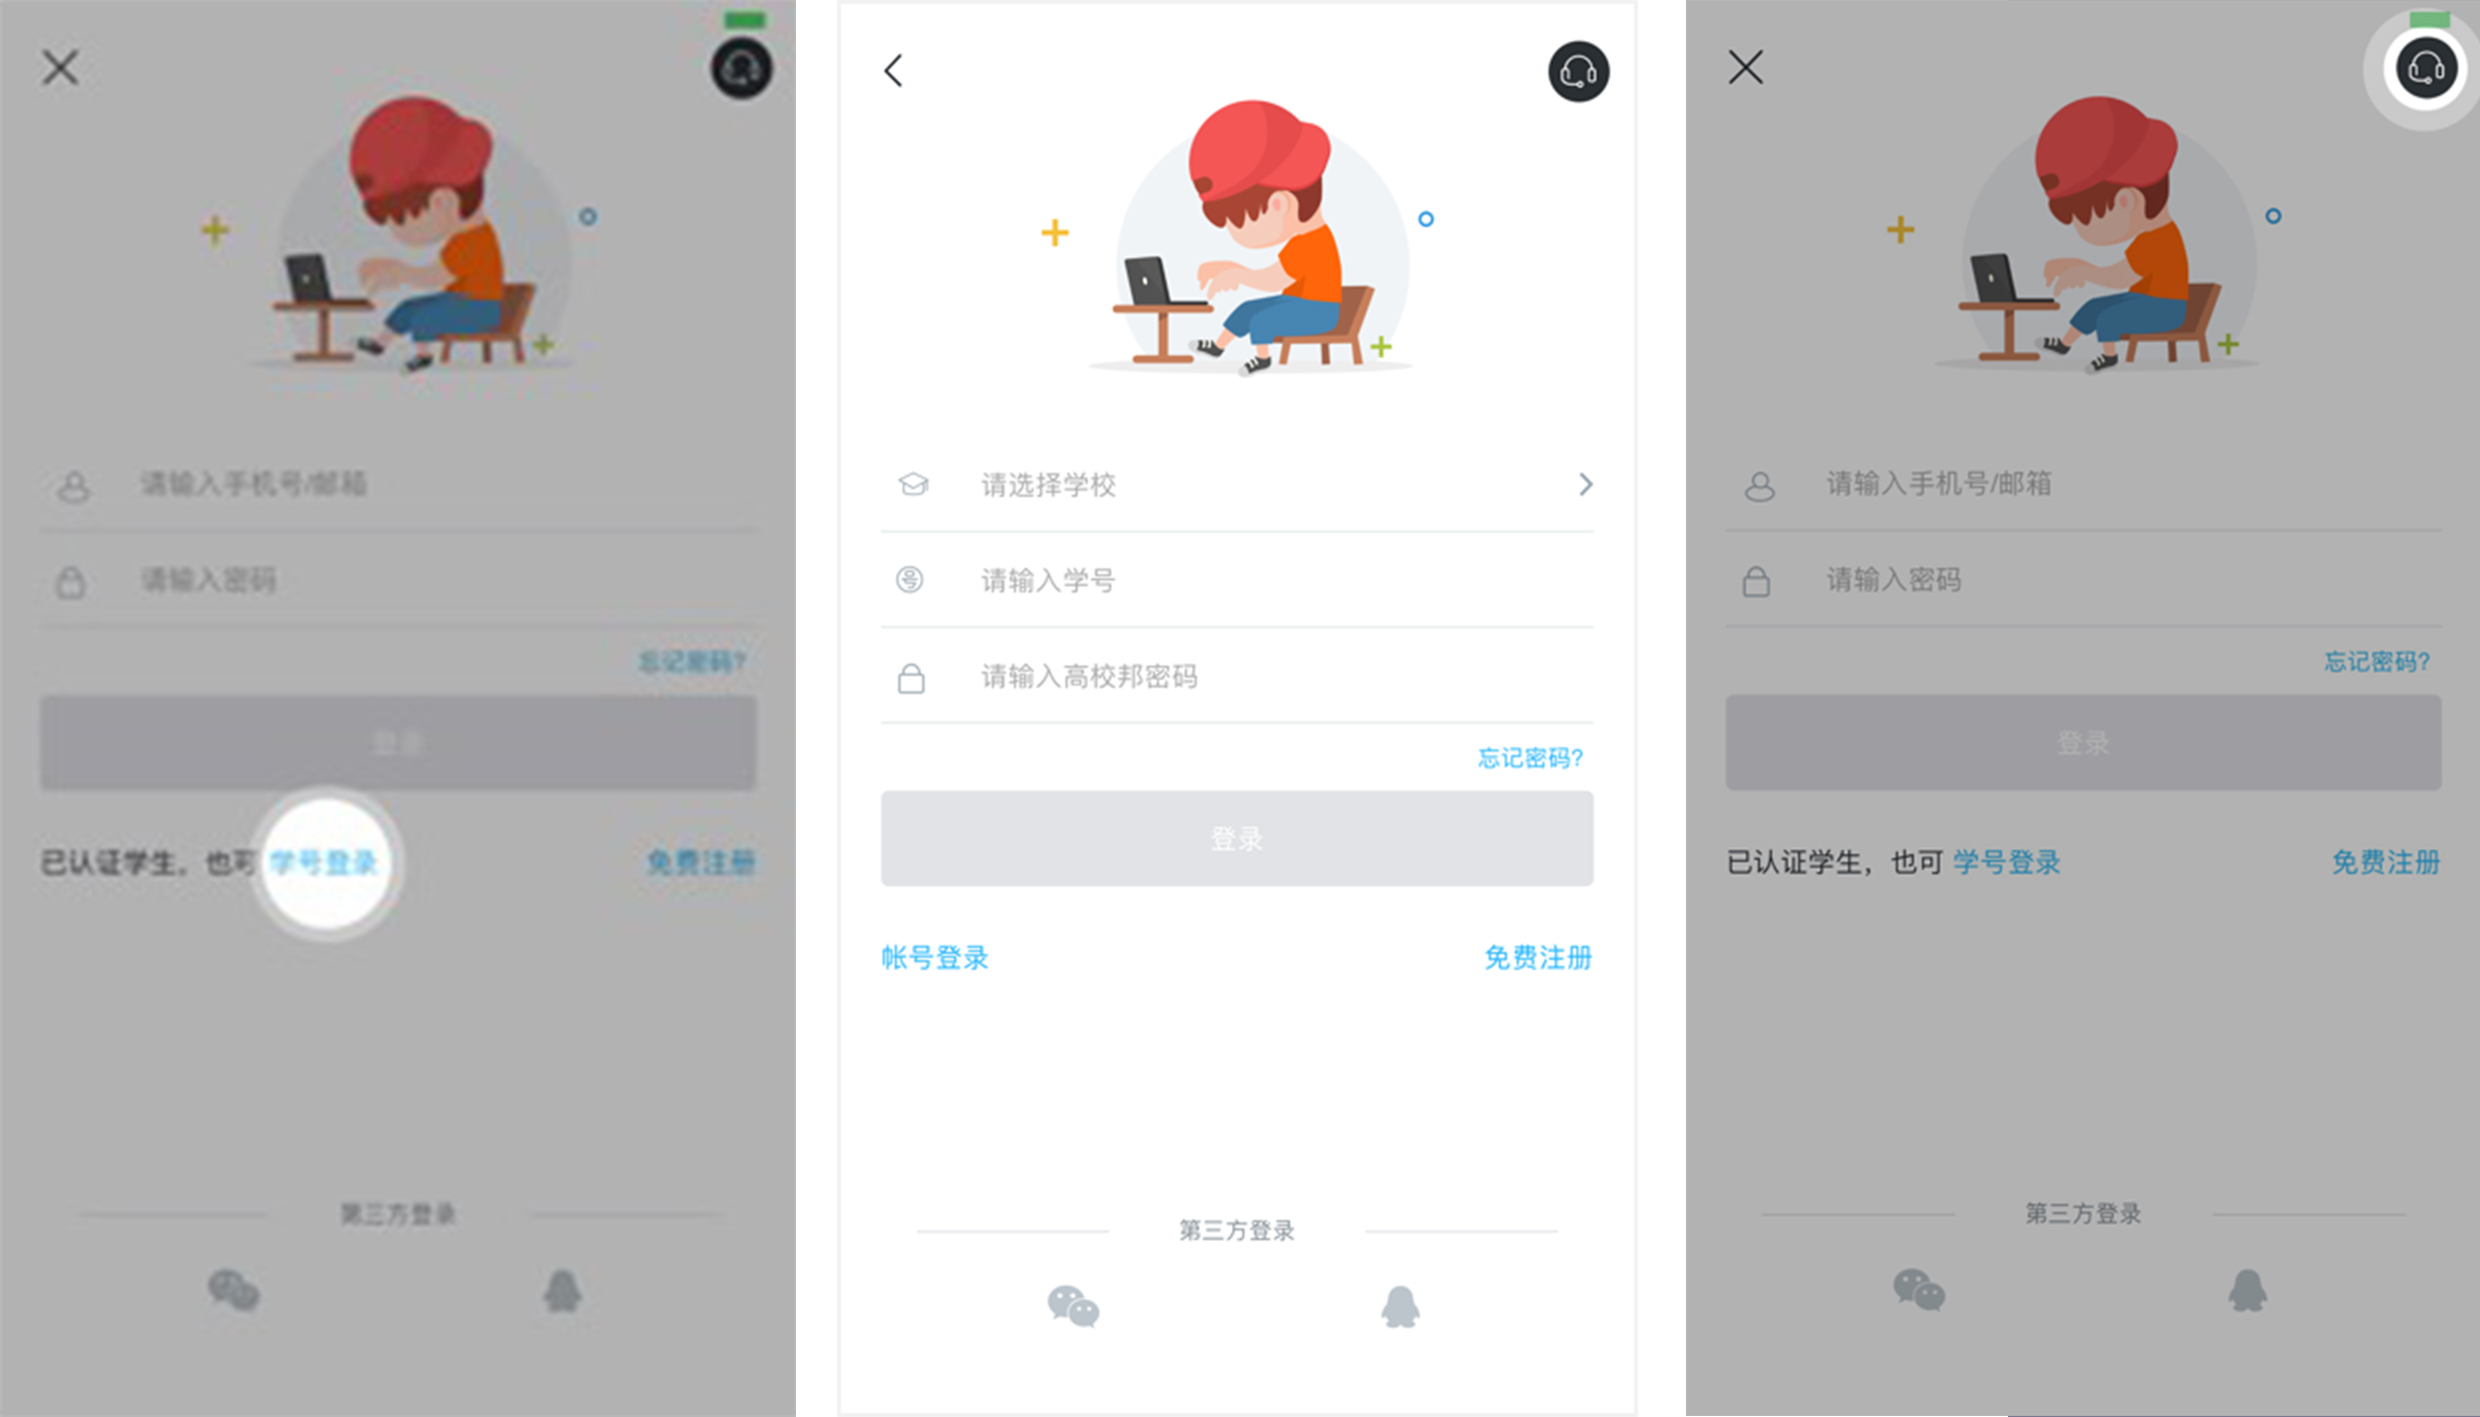 请输入手机号/邮箱
请输入密码
忘记密码?
登录
已认证学生，也可 学号登录
免费注册
第三方登录
请选择学校
请输入学号
请输入高校邦密码
忘记密码?
登录
帐号登录
免费注册
第三方登录
请输入手机号/邮箱
请输入密码
忘记密码?
登录
已认证学生，也可 学号登录
免费注册
第三方登录